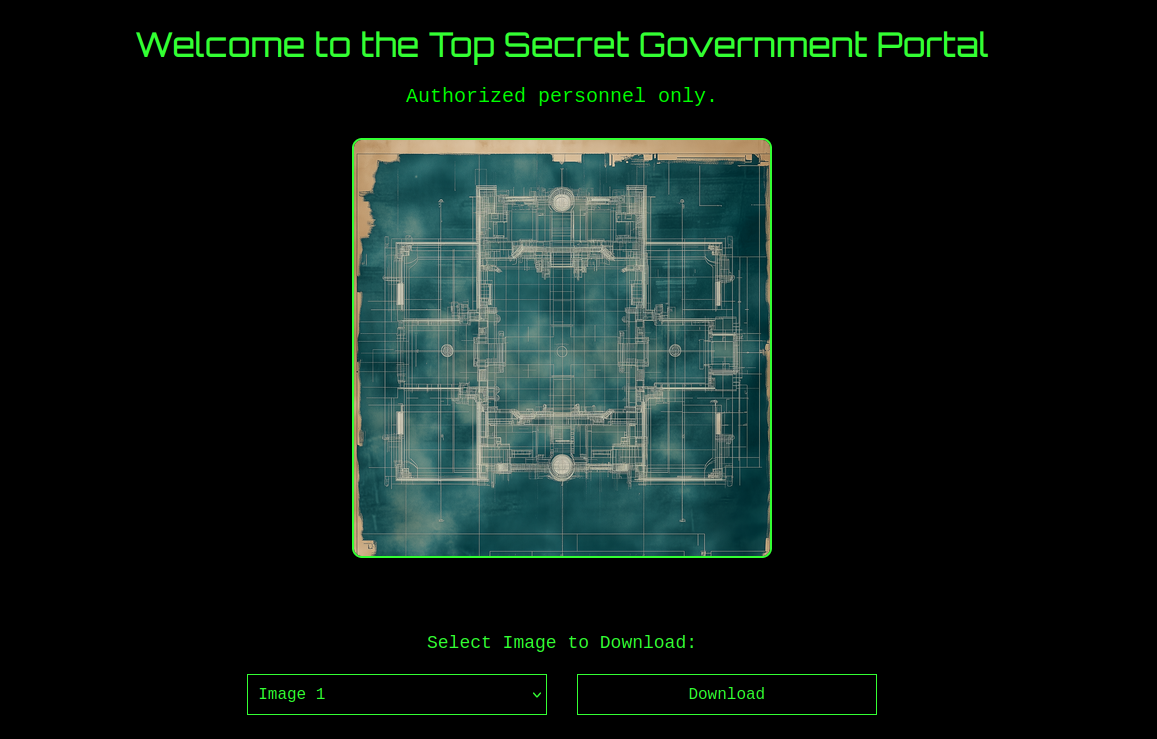 Welcome to the Top Secret Government Portal
Authorized personnel only.
Select Image to Download:
Image 1
Download